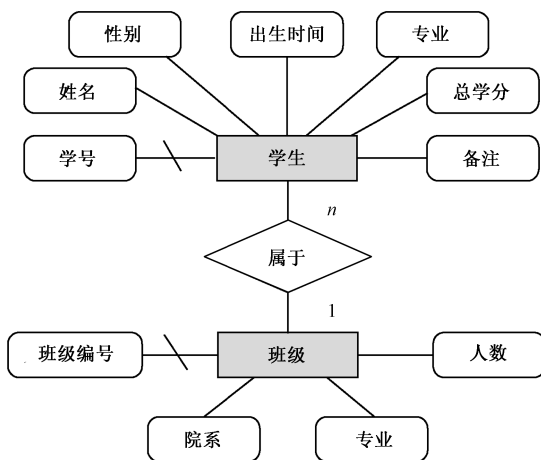 性别
出生时间
专业
姓名
总学分
学号
学生
备注
n
属于
1
班级编号
班级
人数
院系
专业